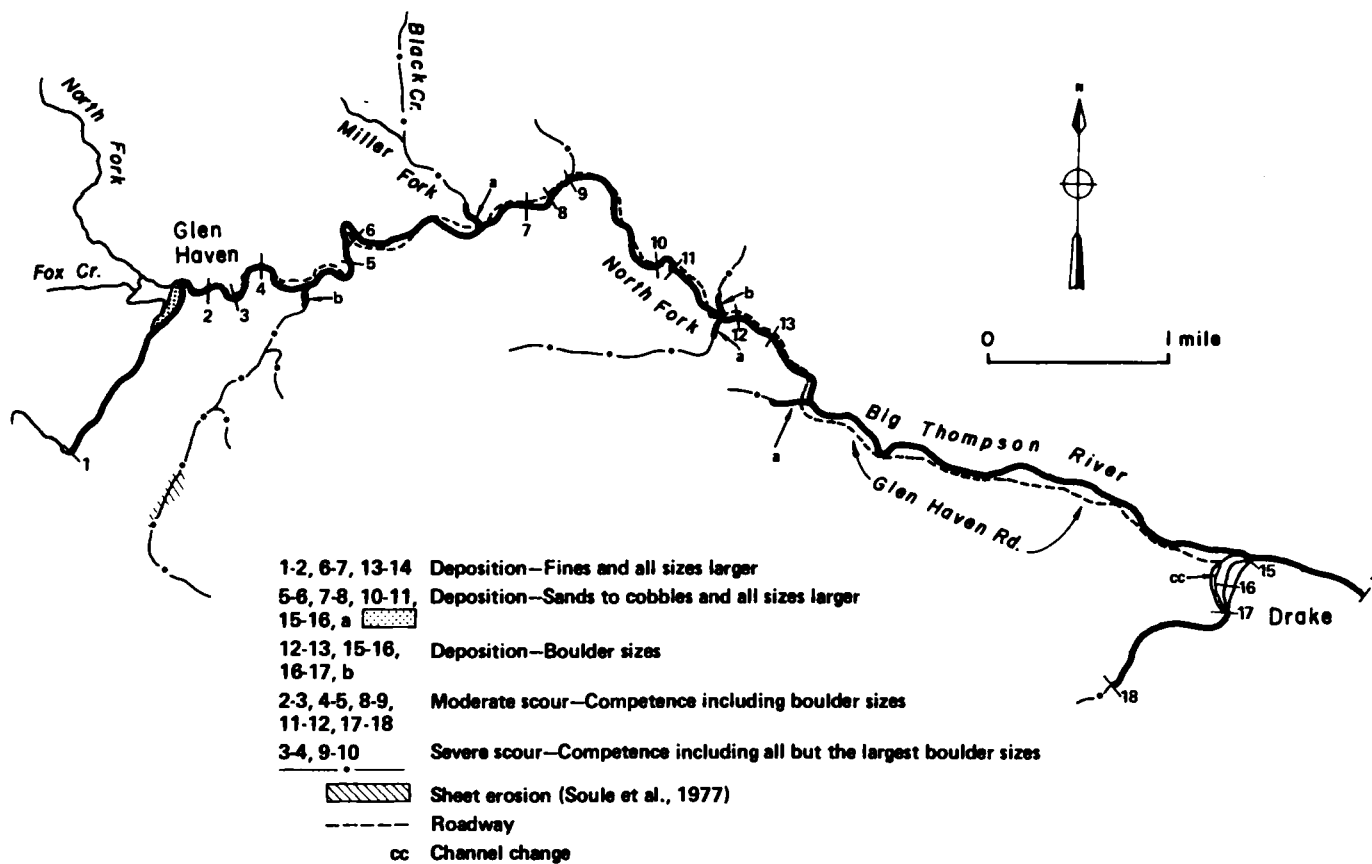 North
Fork
Black Cr.
Miller
Fork
N
Glen
Haven
Fox Cr.
a
9
8
7
6
5
4
3
2
b
1
10
11
North Fork
b
12
13
a
0 1 mile
a
Big Thompson River
Glen Haven Rd.
cc
15
16
17
Drake
18
1-2, 6-7, 13-14 Deposition—Fines and all sizes larger
5-6, 7-8, 10-11, Deposition—Sands to cobbles and all sizes larger
15-16, a
12-13, 15-16, Deposition—Boulder sizes
16-17, b
2-3, 4-5, 8-9, Moderate scour—Competence including boulder sizes
11-12, 17-18
3-4, 9-10 Severe scour—Competence including all but the largest boulder sizes
Sheet erosion (Soule et al., 1977)
Roadway
cc Channel change